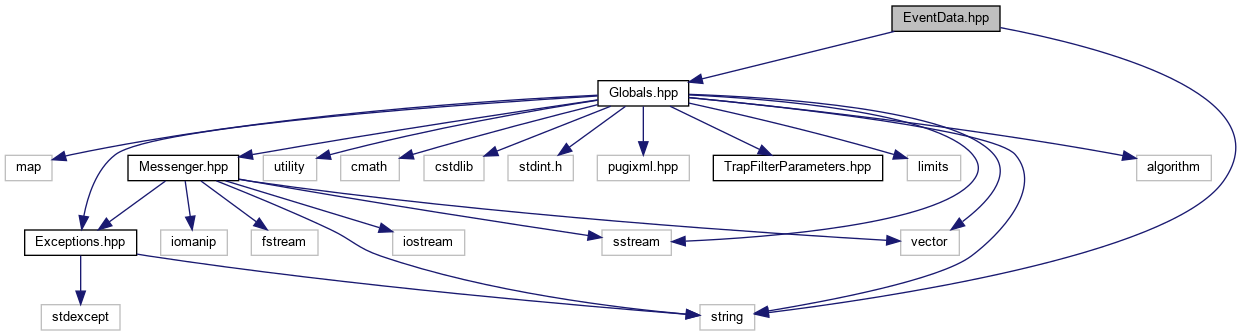 EventData.hpp
Globals.hpp
map
Messenger.hpp
utility
cmath
cstdlib
stdint.h
pugixml.hpp
TrapFilterParameters.hpp
limits
algorithm
Exceptions.hpp
iomanip
fstream
iostream
sstream
vector
stdexcept
string